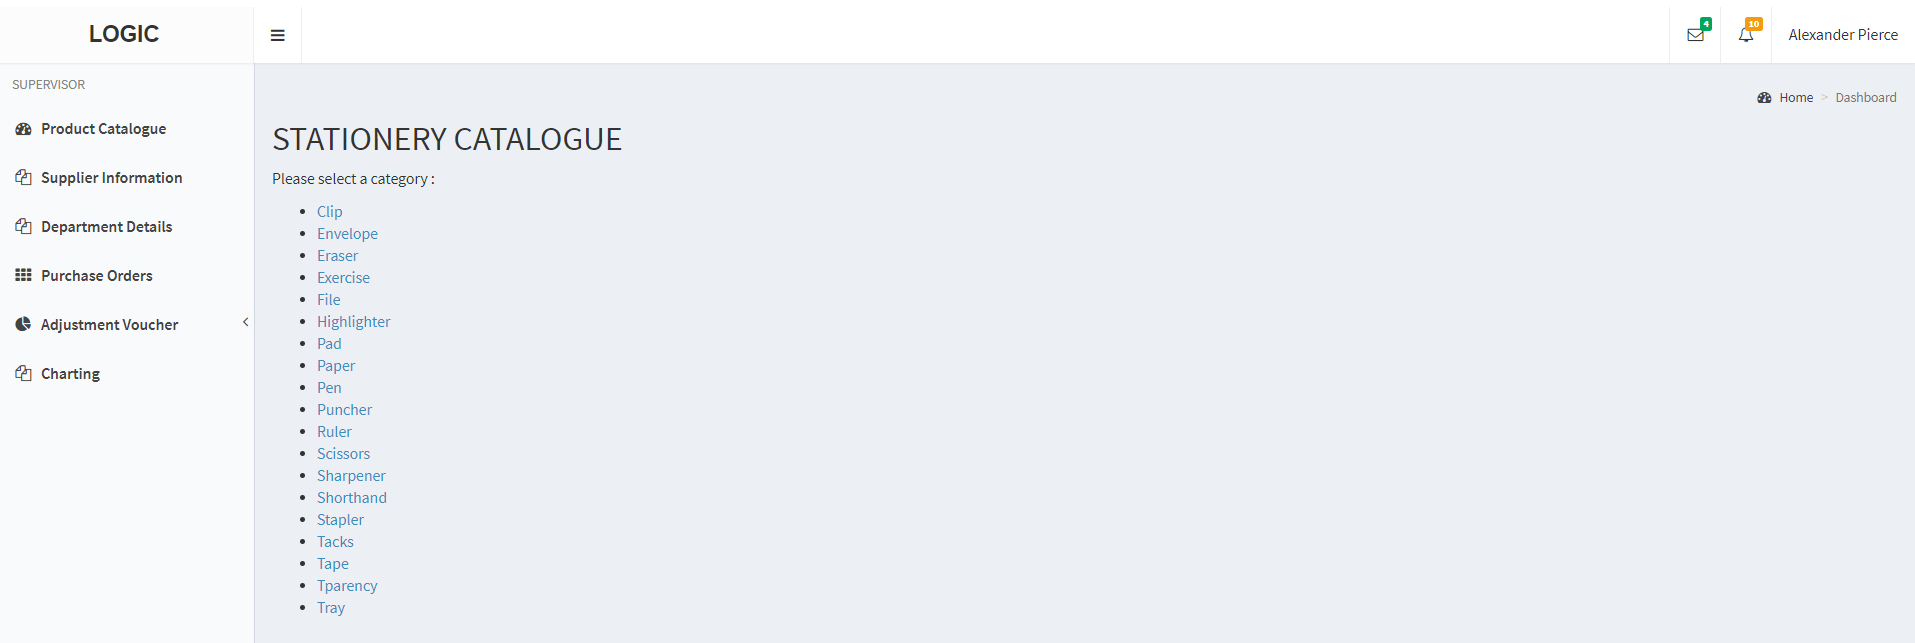 LOGIC
4
10
Alexander Pierce
SUPERVISOR
Product Catalogue
Supplier Information
Department Details
Purchase Orders
Adjustment Voucher
Charting
Home > Dashboard
STATIONERY CATALOGUE
Please select a category :
Clip
Envelope
Eraser
Exercise
File
Highlighter
Pad
Paper
Pen
Puncher
Ruler
Scissors
Sharpener
Shorthand
Stapler
Tacks
Tape
Tparency
Tray